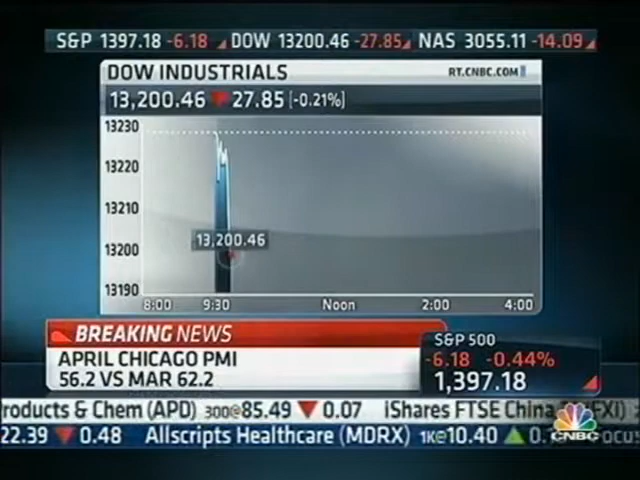 S&P 1397.18 -6.18 DOW 13200.46 -27.85 NAS 3055.11 -14.09
DOW INDUSTRIALS RT.CNBC.COM
13,200.46 27.85 [-0.21%]
13230
13220
13210
13200
13190
13,200.46
8:00 9:30 Noon 2:00 4:00
BREAKING NEWS
APRIL CHICAGO PMI
56.2 VS MAR 62.2
S&P 500
-6.18 -0.44%
1,397.18
roducts & Chem (APD) 300@85.49 0.07 iShares FTSE China FXI)
22.39 0.48 Allscripts Healthcare (MDRX) 1K@10.40 Focus
CNBC